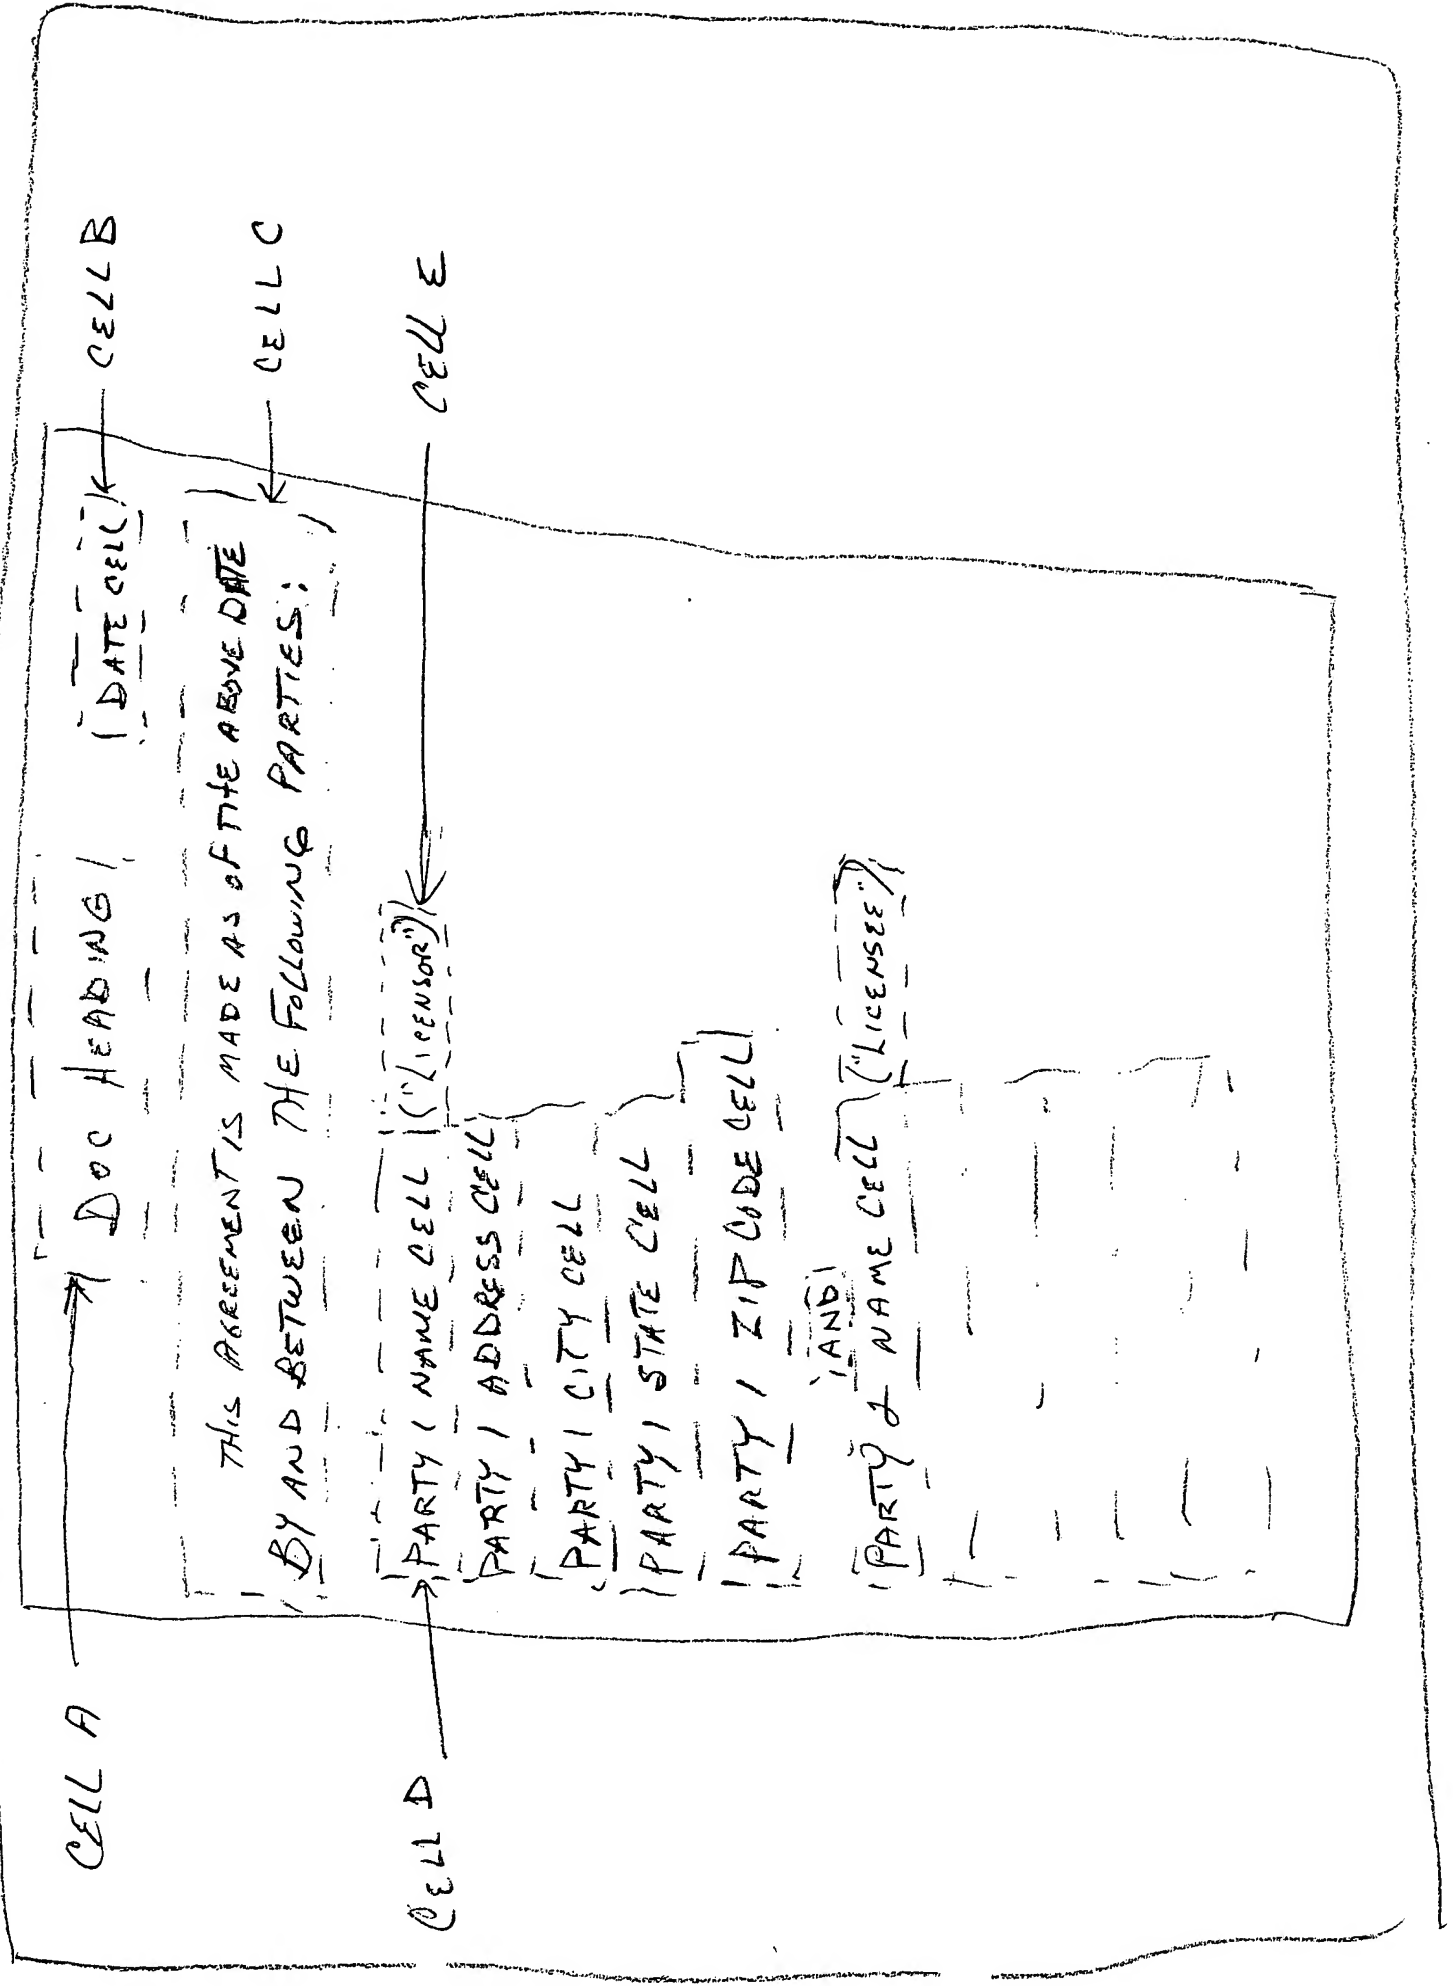 CELL A
DOC HEADING
DATE CELL
CELL B
THIS AGREEMENT IS MADE AS OF THE ABOVE DATE
BY AND BETWEEN THE FOLLOWING PARTIES:
CELL C
CELL D
PARTY 1 NAME CELL ("LICENSOR")
CELL E
PARTY 1 ADDRESS CELL
PARTY 1 CITY CELL
PARTY 1 STATE CELL
PARTY 1 ZIP CODE CELL
AND
PARTY 2 NAME CELL ("LICENSEE")